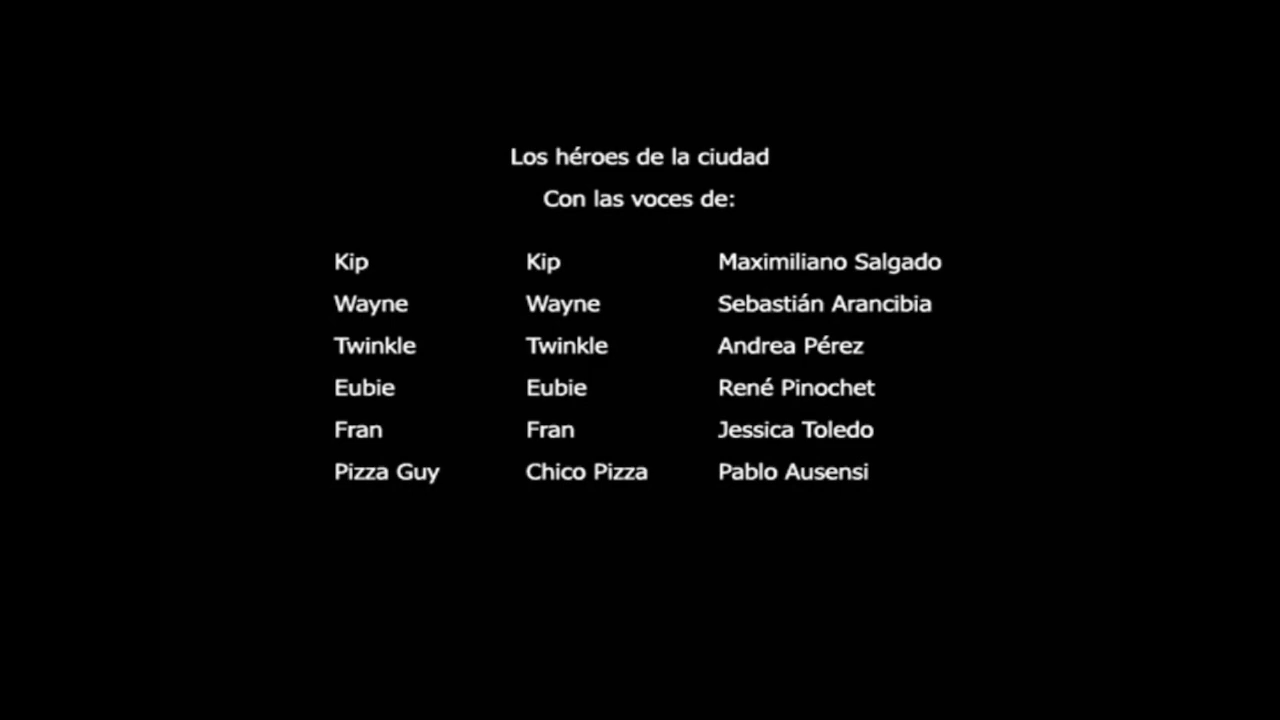 Los héroes de la ciudad
Con las voces de:
Kip Kip Maximiliano Salgado
Wayne Wayne Sebastián Arancibia
Twinkle Twinkle Andrea Pérez
Eubie Eubie René Pinochet
Fran Fran Jessica Toledo
Pizza Guy Chico Pizza Pablo Ausensi